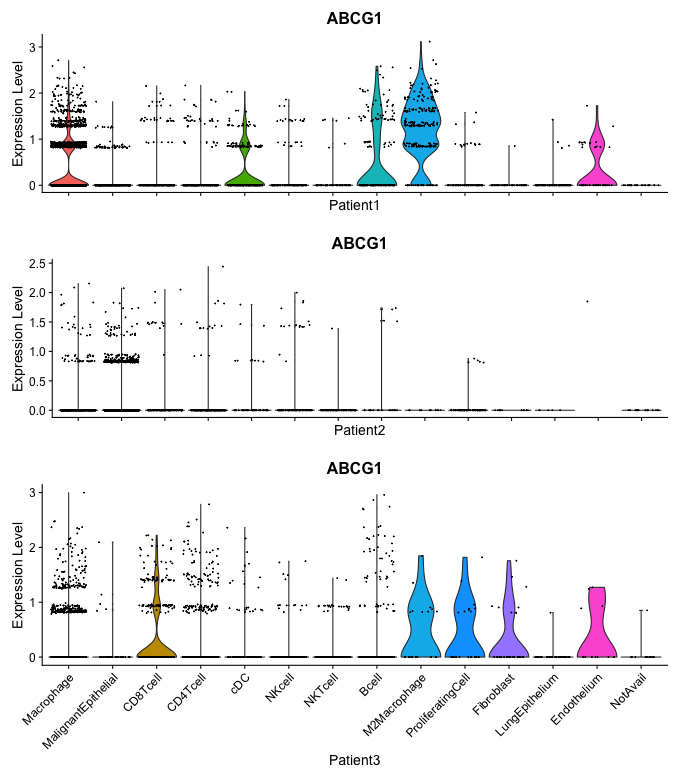 ABCG1
Expression Level
3
2
1
0
Patient1
ABCG1
Expression Level
2.5
2.0
1.5
1.0
0.5
0.0
Patient2
ABCG1
Expression Level
3
2
1
0
Macrophage
MalignantEpithelial
CD8Tcell
CD4Tcell
cDC
NKcell
NKTcell
Bcell
M2Macrophage
ProliferatingCell
Fibroblast
LungEpithelium
Endothelium
NotAvail
Patient3